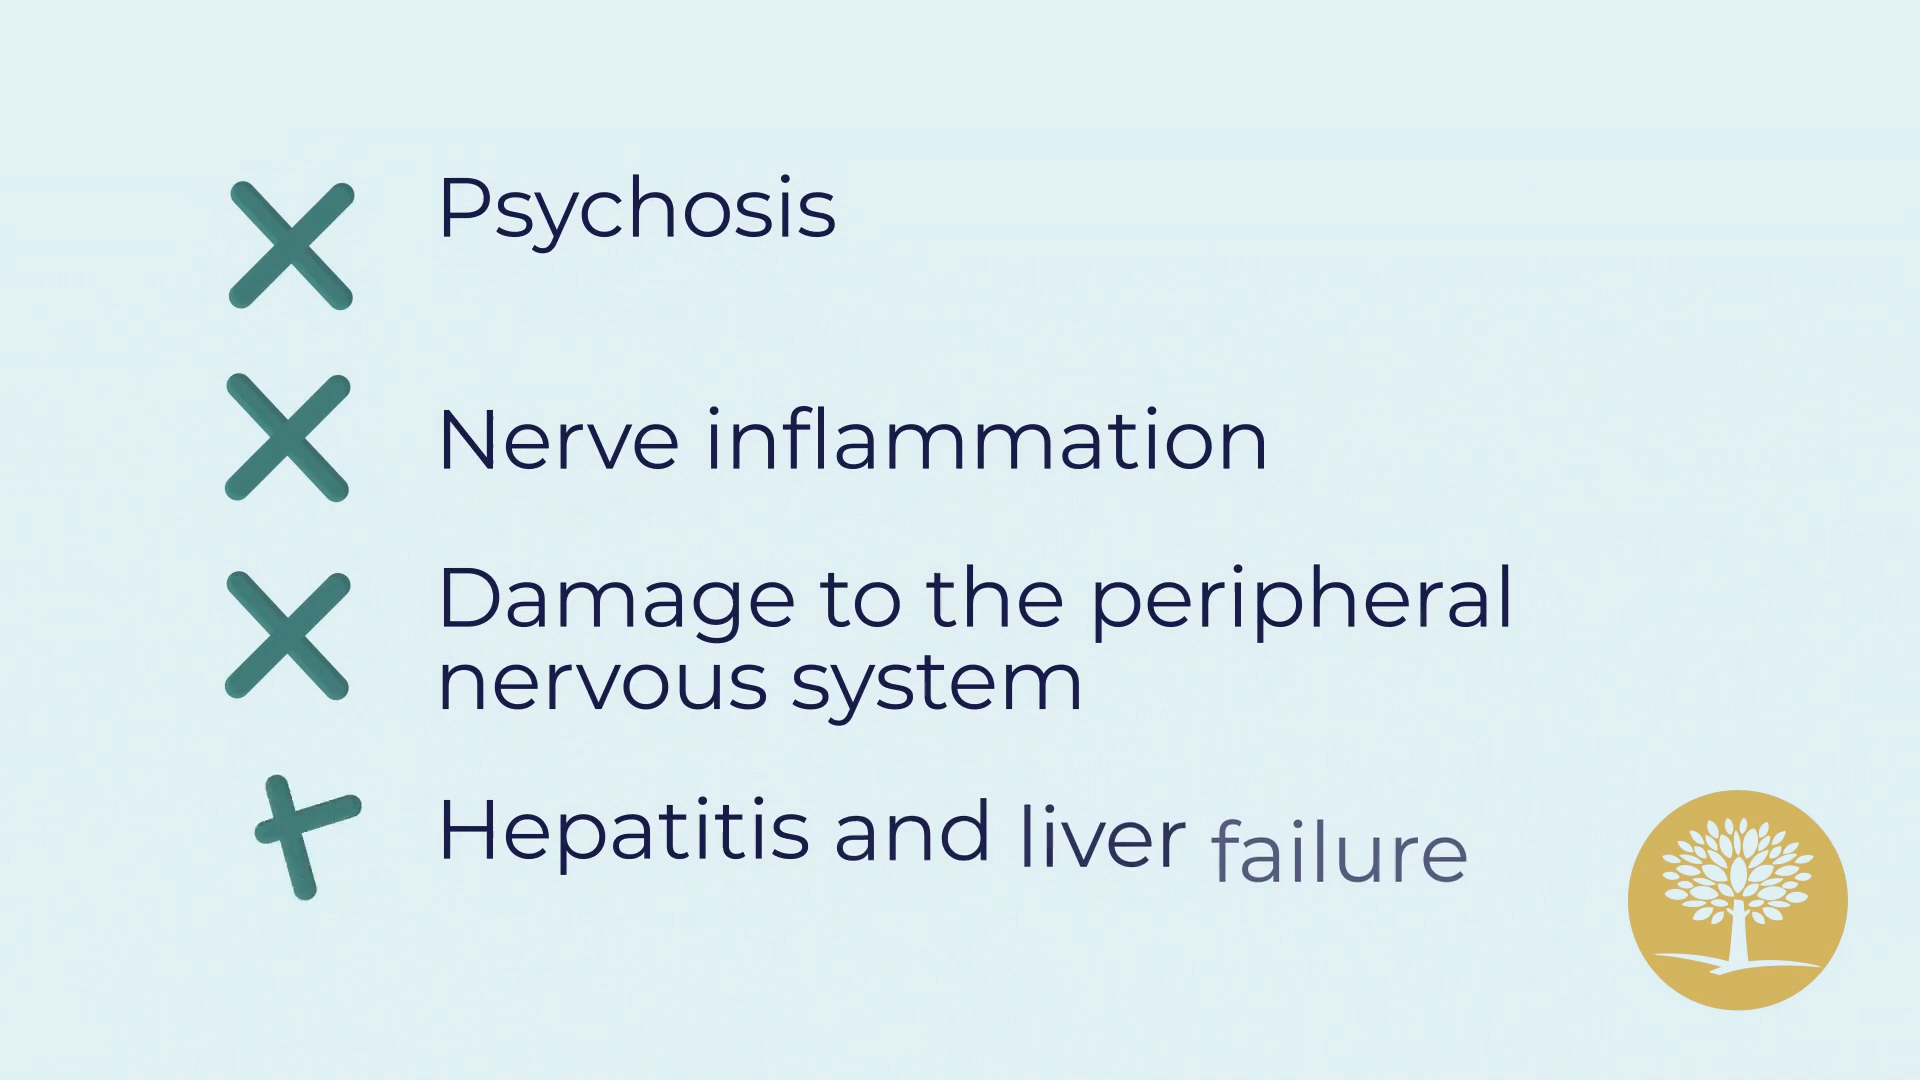 Psychosis
Nerve inflammation
Damage to the peripheral
nervous system
Hepatitis and liver failure